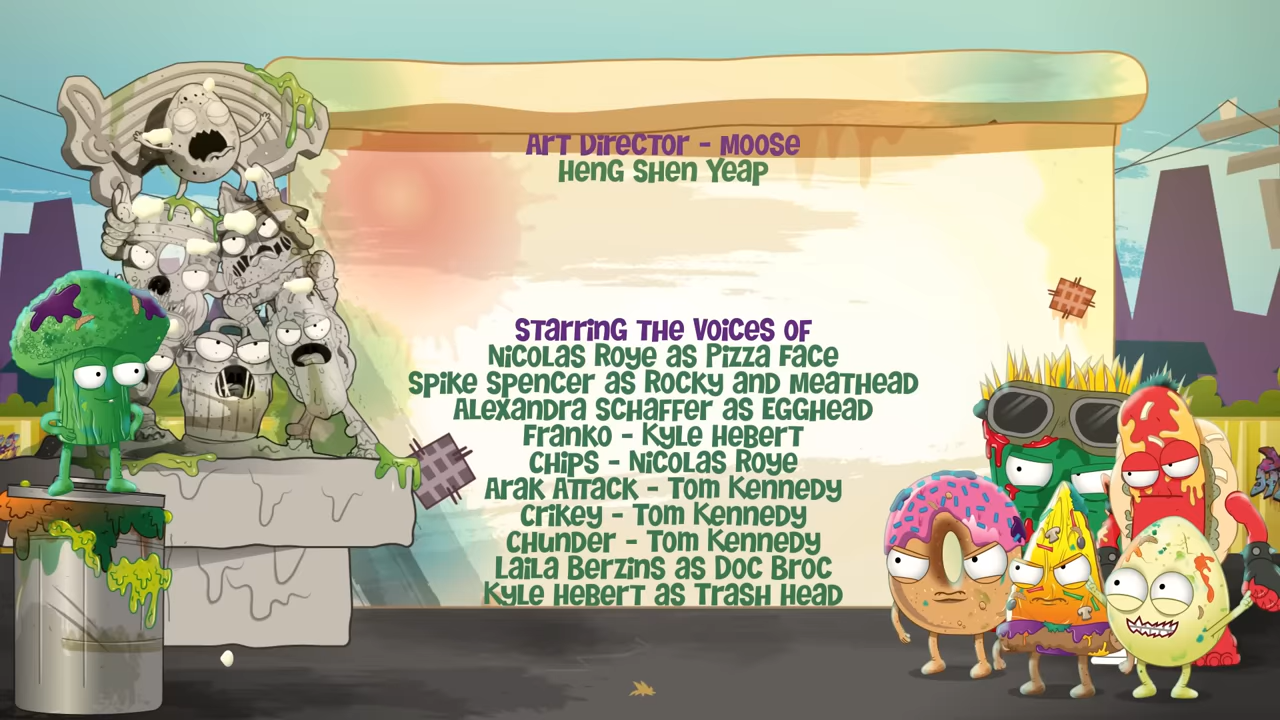 Art Director - Moose
Heng Shen Yeap
Starring the Voices of
Nicolas Roye as Pizza Face
Spike Spencer as Rocky and Meathead
Alexandra Schaffer as Egghead
Franko - Kyle Hebert
Chips - Nicolas Roye
Arak Attack - Tom Kennedy
Crikey - Tom Kennedy
Chunder - Tom Kennedy
Laila Berzins as Doc Broc
Kyle Hebert as Trash Head